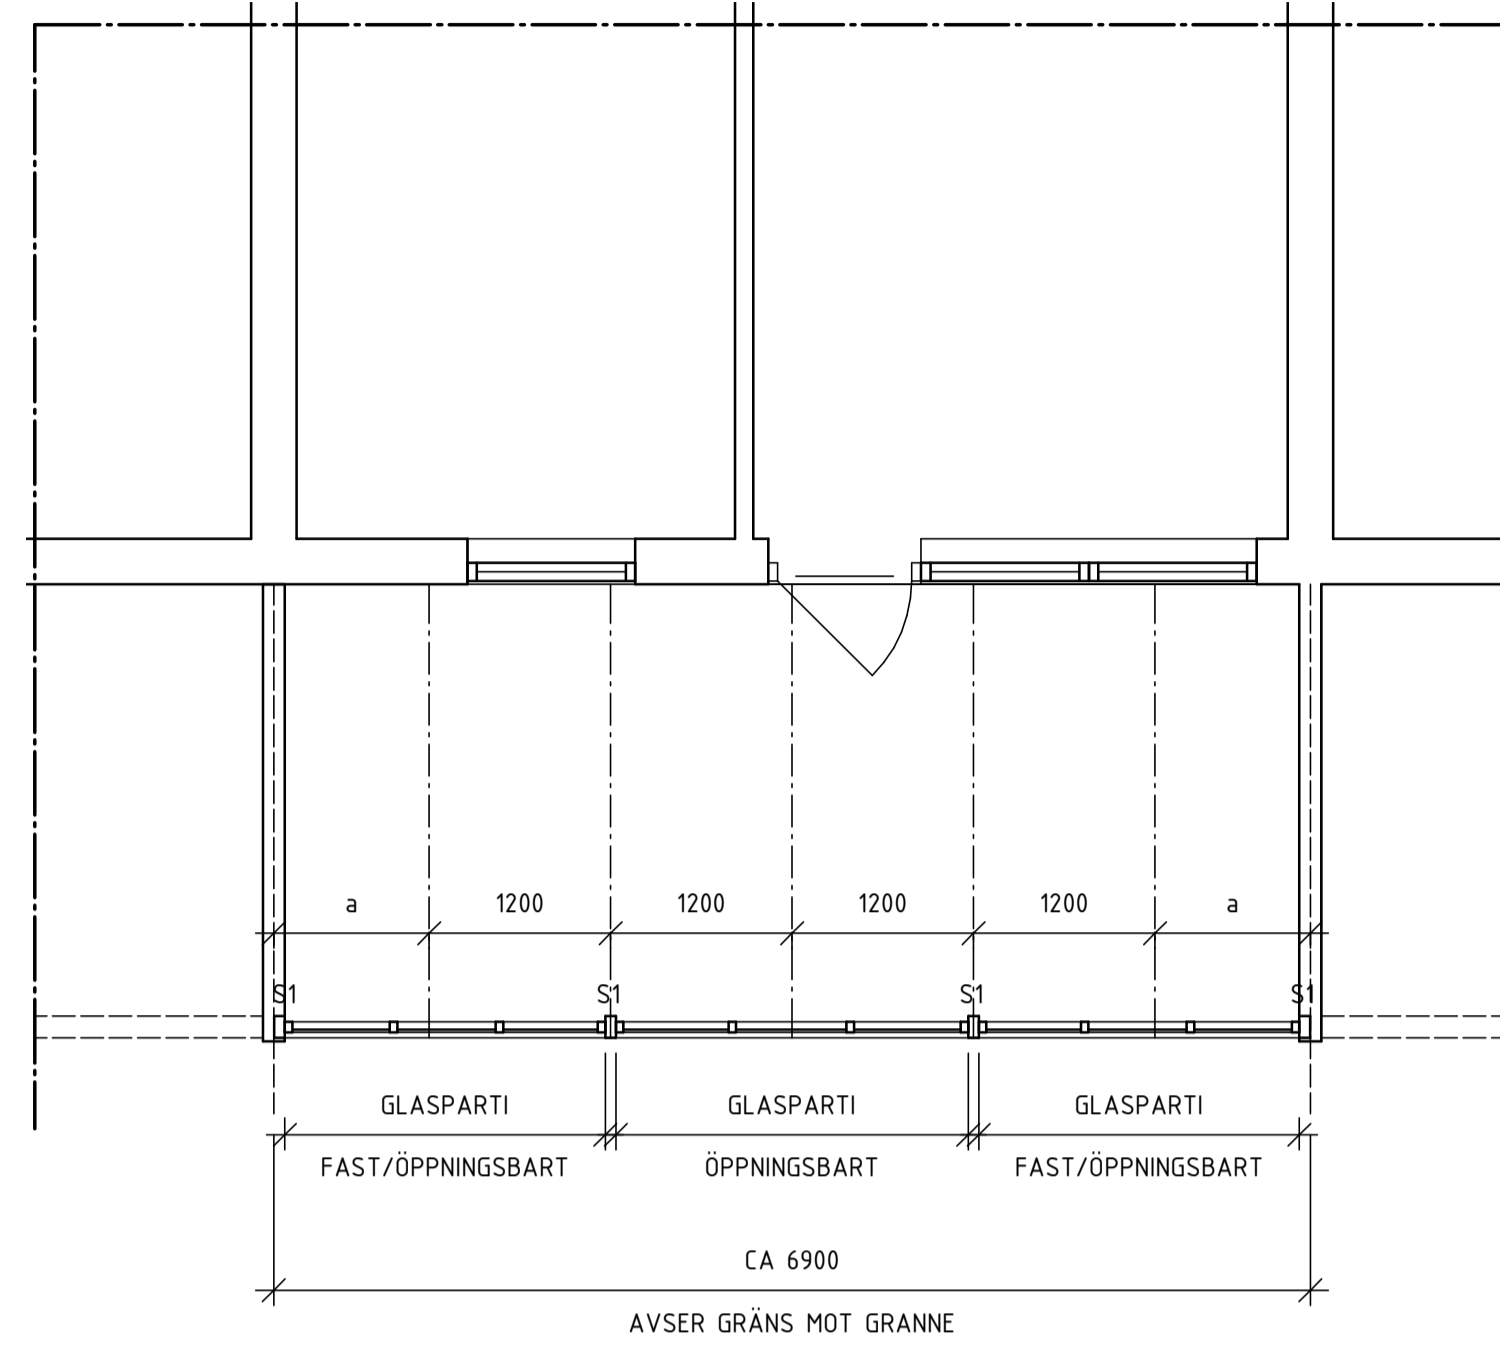 a 1200 1200 1200 1200 a
S1 S1 S1 S1
GLASPARTI GLASPARTI GLASPARTI
FAST/ÖPPNINGSBART ÖPPNINGSBART FAST/ÖPPNINGSBART
CA 6900
AVSER GRÄNS MOT GRANNE